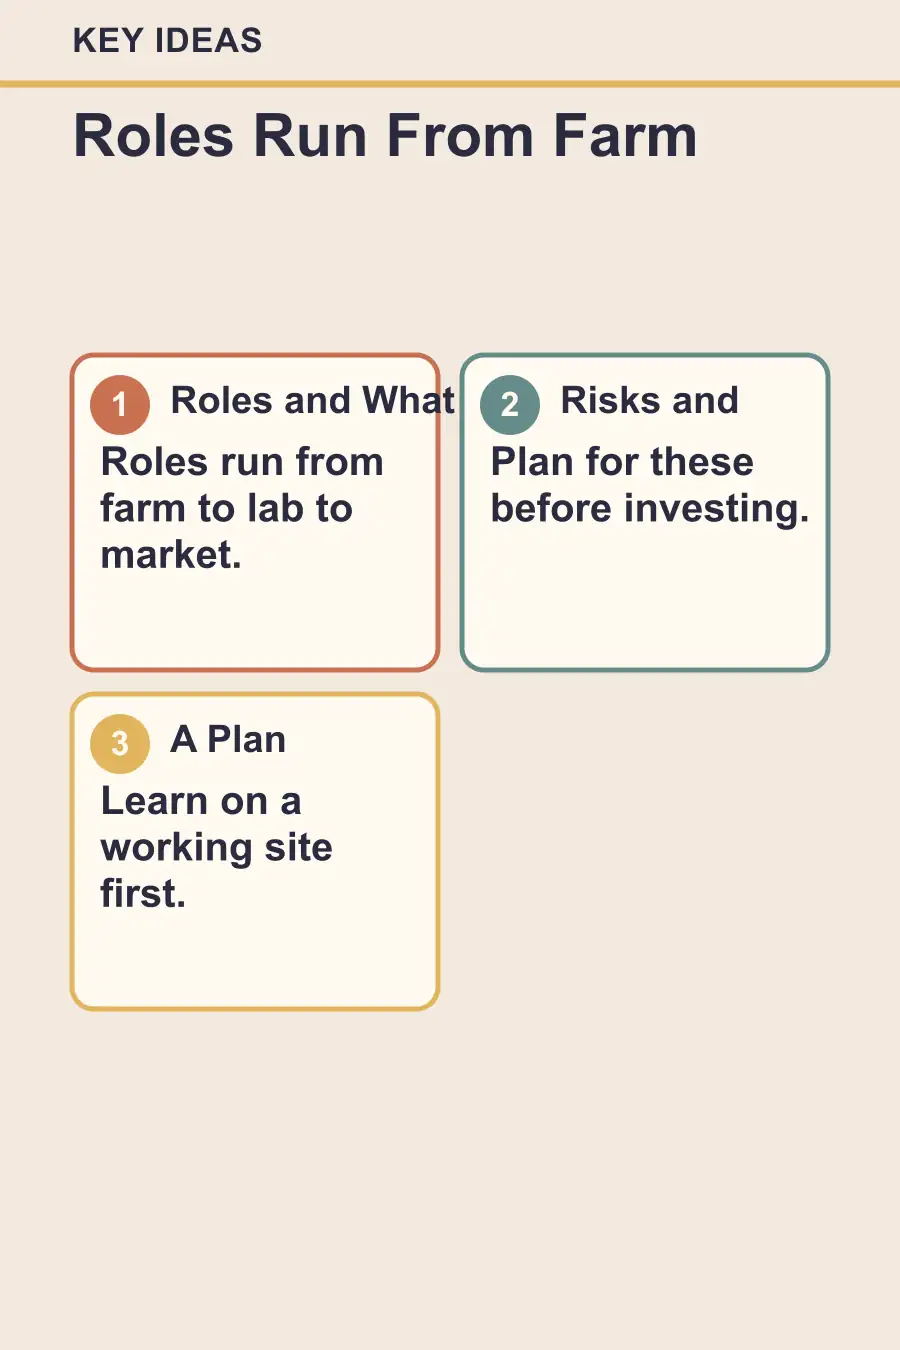 KEY IDEAS
Roles Run From Farm
1 Roles and What
Roles run from
farm to lab to
market.
2 Risks and
Plan for these
before investing.
3 A Plan
Learn on a
working site
first.